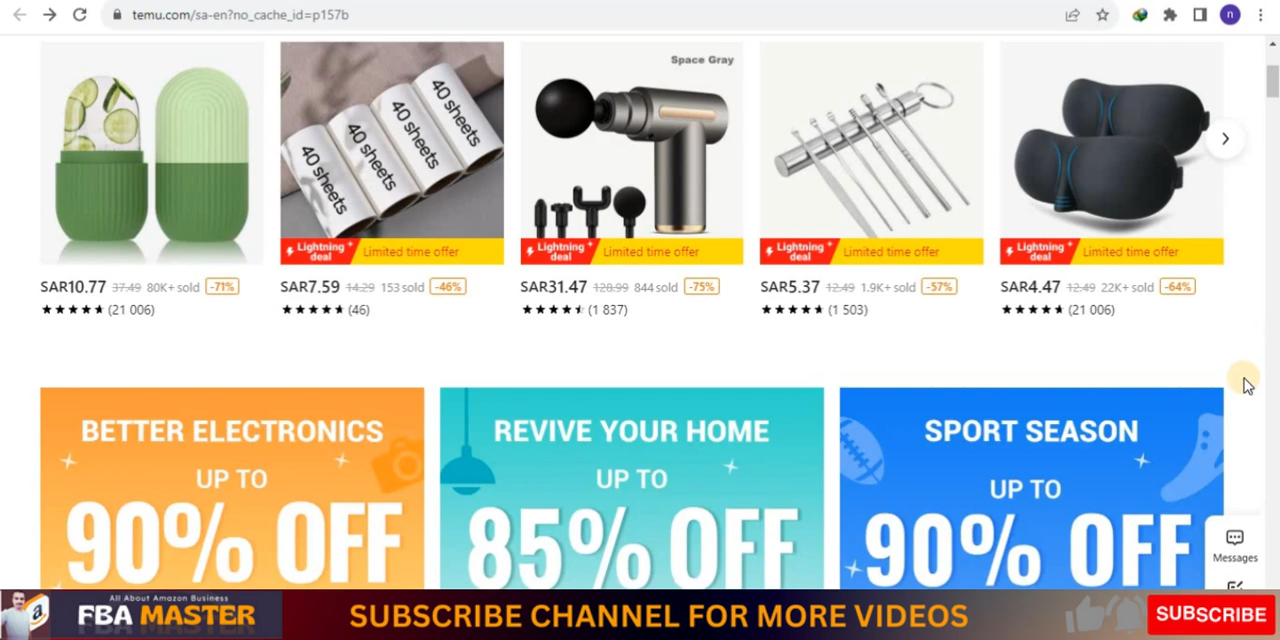 temu.com/sa-en?no_cache_id=p157b
n
Space Gray
40 sheets
40 sheets
40 sheets
40 sheets
Lightning deal Limited time offer
Lightning deal Limited time offer
Lightning deal Limited time offer
Lightning deal Limited time offer
SAR10.77 37.49 80K+ sold -71%
(21 006)
SAR7.59 14.29 153 sold -46%
(46)
SAR31.47 128.99 844 sold -75%
(1 837)
SAR5.37 12.49 1.9K+ sold -57%
(1 503)
SAR4.47 12.49 22K+ sold -64%
(21 006)
BETTER ELECTRONICS
UP TO
90% OFF
REVIVE YOUR HOME
UP TO
85% OFF
SPORT SEASON
UP TO
90% OFF
Messages
All About Amazon Business
FBA MASTER
SUBSCRIBE CHANNEL FOR MORE VIDEOS
SUBSCRIBE